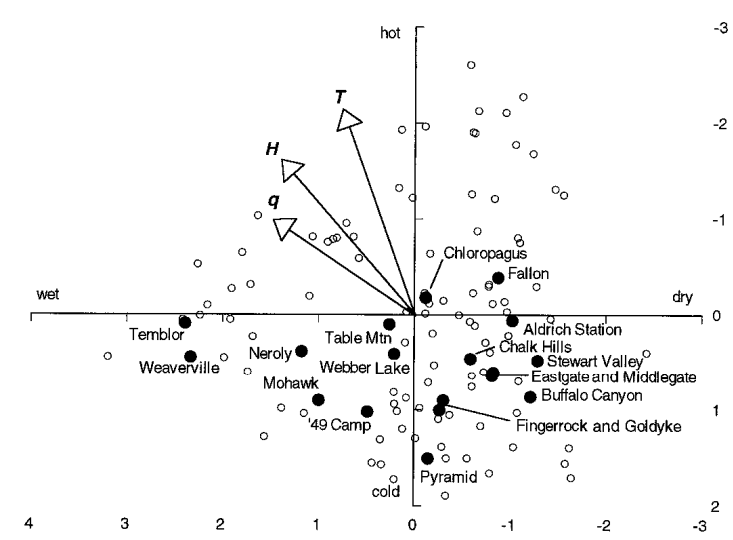 -3
hot
T
-2
H
q
-1
Chloropagus
Fallon
wet
dry
0
Temblor
Table Mtn
Aldrich Station
Chalk Hills
Neroly
Webber Lake
Stewart Valley
Weaverville
Eastgate and Middlegate
Mohawk
Buffalo Canyon
1
'49 Camp
Fingerrock and Goldyke
Pyramid
cold
2
4 3 2 1 0 -1 -2 -3